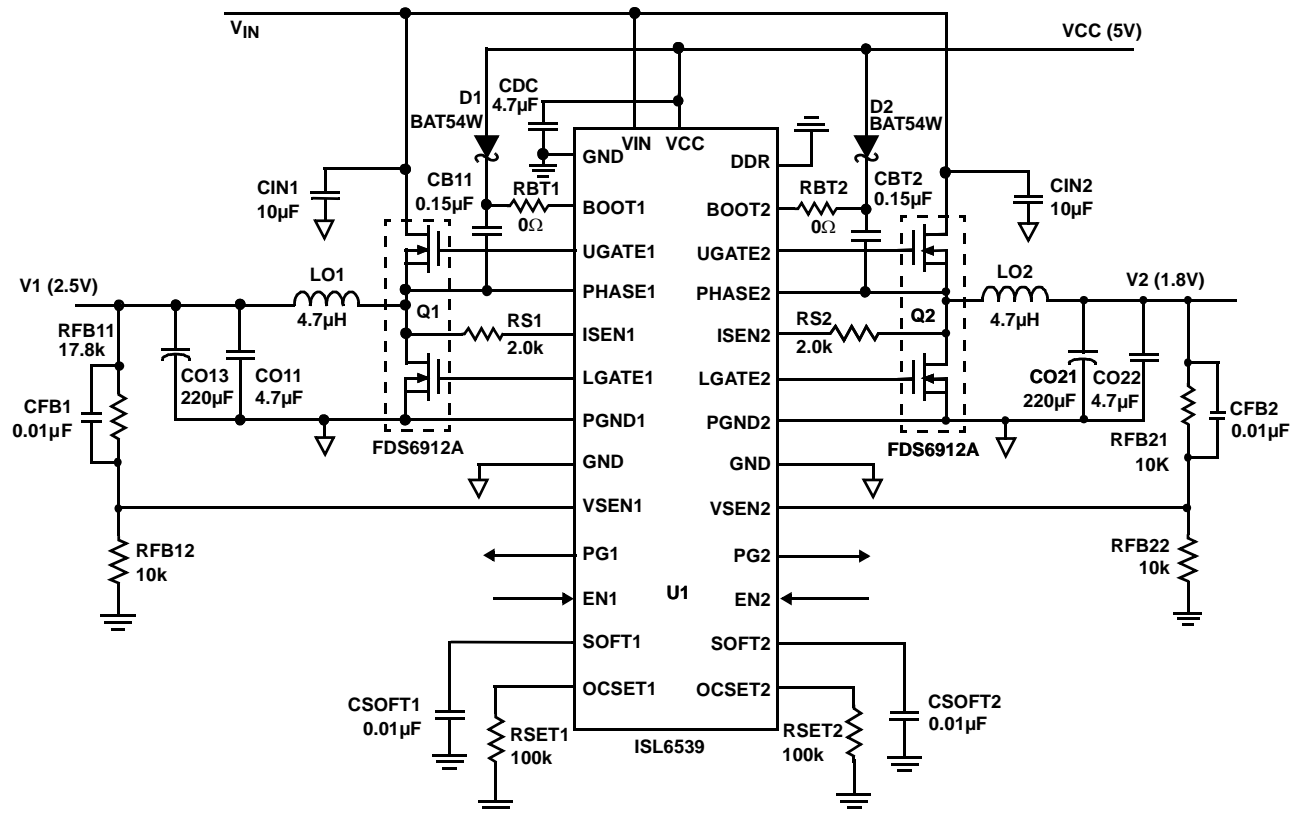 VIN
VCC (5V)
D1
BAT54W
CDC
4.7µF
D2
BAT54W
VIN
VCC
GND
DDR
CIN1
10µF
CB11
0.15µF
RBT1
0Ω
BOOT1
BOOT2
RBT2
0Ω
CBT2
0.15µF
CIN2
10µF
UGATE1
UGATE2
V1 (2.5V)
LO1
4.7µH
PHASE1
PHASE2
LO2
4.7µH
V2 (1.8V)
Q1
Q2
RFB11
17.8k
RS1
2.0k
ISEN1
ISEN2
RS2
2.0k
CO13
220µF
CO11
4.7µF
LGATE1
LGATE2
CO21
220µF
CO22
4.7µF
CFB1
0.01µF
CFB2
0.01µF
PGND1
PGND2
FDS6912A
FDS6912A
RFB21
10K
GND
GND
VSEN1
VSEN2
RFB12
10k
RFB22
10k
PG1
PG2
EN1
U1
EN2
SOFT1
SOFT2
OCSET1
OCSET2
CSOFT1
0.01µF
CSOFT2
0.01µF
RSET1
100k
RSET2
100k
ISL6539